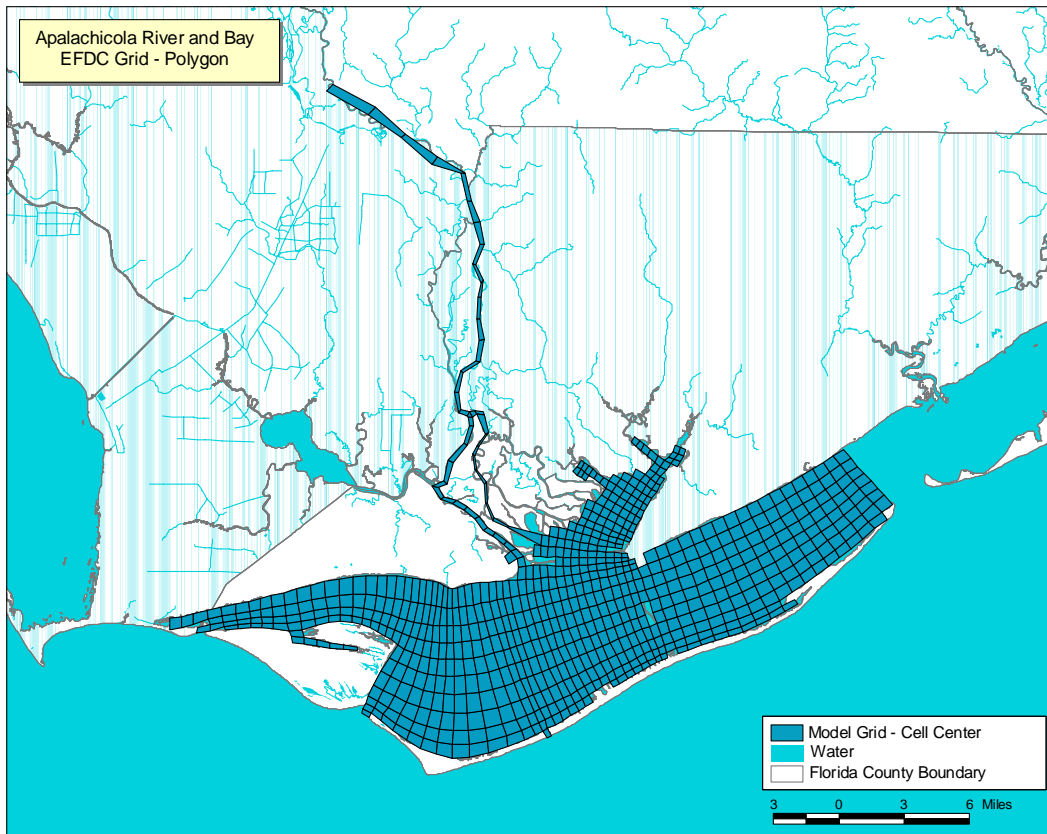 Apalachicola River and Bay
EFDC Grid - Polygon
Model Grid - Cell Center
Water
Florida County Boundary
3 0 3 6 Miles